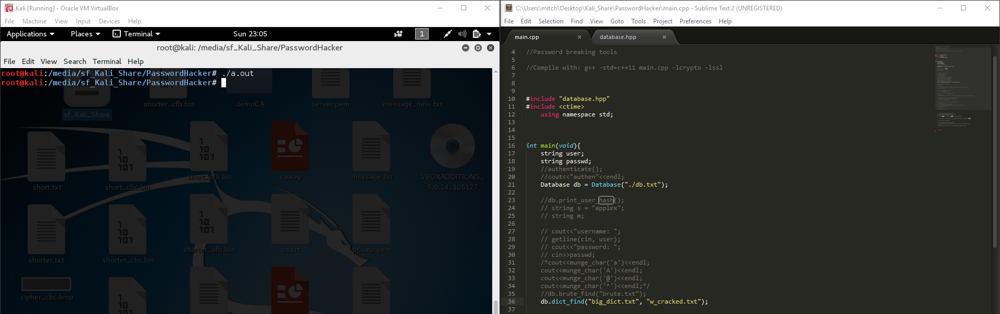 Kali [Running] - Oracle VM VirtualBox
File Machine View Input Devices Help
Applications Places Terminal Sun 23:05 1
root@kali: /media/sf_Kali_Share/PasswordHacker
File Edit View Search Terminal Help
root@kali:/media/sf_Kali_Share/PasswordHacker# ./a.out
root@kali:/media/sf_Kali_Share/PasswordHacker#
sf_Kali_Share
shorter_cfb.bin
demoCA
server.pem
message_new.txt
short.txt
short_cbc.bin
short_ofb.bin
ca.key
message.txt
VBOXADDITIONS_
5.0.14_105127
shorter.txt
shorter_cbc.bin
shorter_ofb.bin
ca.crt
private.pem
cipher_cbc.bmp
C:\Users\mitch\Desktop\Kali_Share\PasswordHacker\main.cpp - Sublime Text 2 (UNREGISTERED)
File Edit Selection Find View Goto Tools Project Preferences Help
main.cpp × database.hpp ×
4 //Password breaking tools
5
6 //Compile with: g++ -std=c++11 main.cpp -lcrypto -lssl
7
8
9
10 #include "database.hpp"
11 #include <ctime>
12 using namespace std;
13
14
15
16 int main(void){
17 string user;
18 string passwd;
19 //authenticate();
20 //cout<<"authen"<<endl;
21 Database db = Database("./db.txt");
22
23 //db.print_user_hash();
24 // string s = "applex";
25 // string m;
26
27 // cout<<"username: ";
28 // getline(cin, user);
29 // cout<<"password: ";
30 // cin>>passwd;
31 /*cout<<munge_char('a')<<endl;
32 cout<<munge_char('A')<<endl;
33 cout<<munge_char('@')<<endl;
34 cout<<munge_char('^')<<endl;*/
35 //db.brute_find("brute.txt");
36 db.dict_find("big_dict.txt", "w_cracked.txt");
37